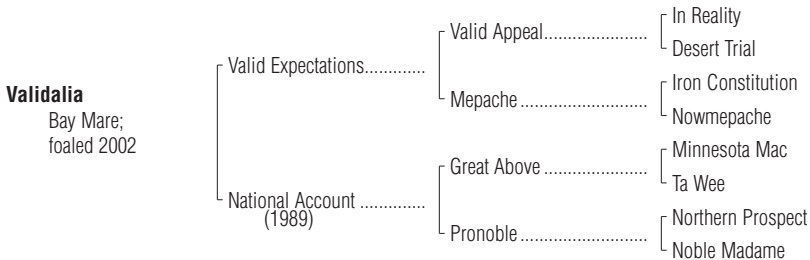 In Reality
Valid Appeal.......................
Desert Trial
Valid Expectations.............
Iron Constitution
Mepache............................
Nowmepache
Validalia
Bay Mare;
foaled 2002
Minnesota Mac
Great Above.......................
Ta Wee
National Account..............
(1989)
Northern Prospect
Pronoble............................
Noble Madame